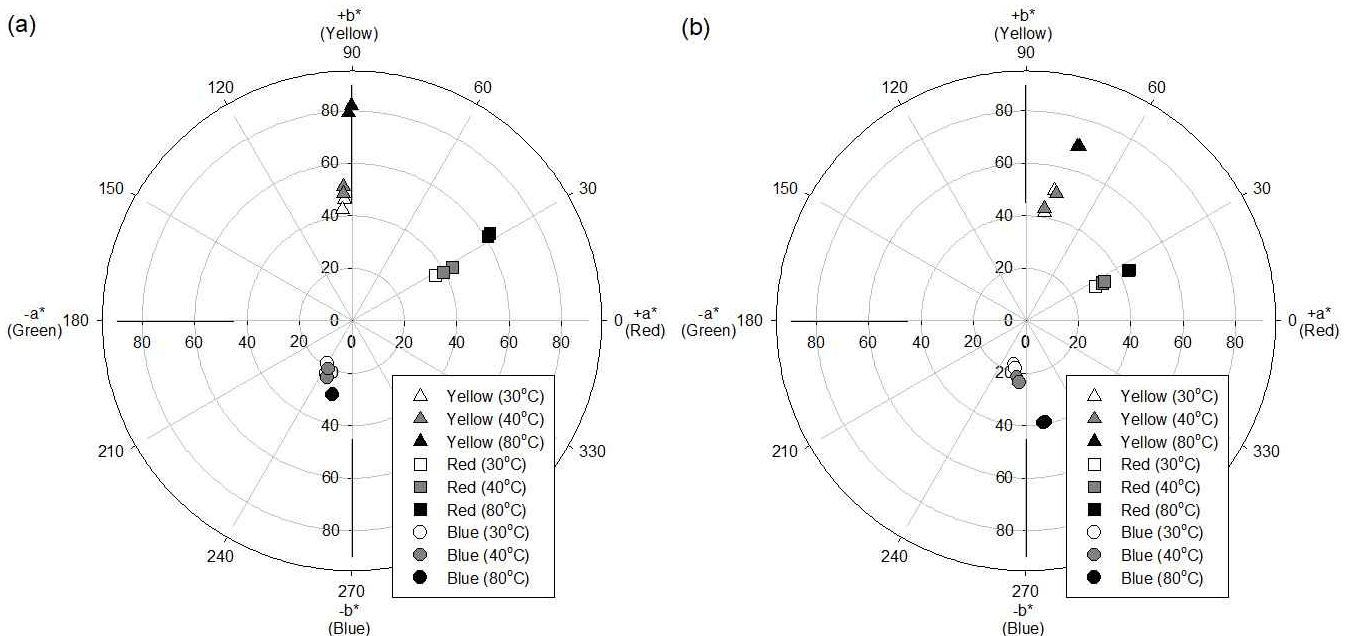 (a)
+b*
(Yellow)
90
120
60
150
30
80
60
40
20
0
-a*
(Green)
180
0
+a*
(Red)
80
60
40
20
0
20
40
60
80
20
40
60
80
210
330
240
270
-b*
(Blue)
Yellow (30°C)
Yellow (40°C)
Yellow (80°C)
Red (30°C)
Red (40°C)
Red (80°C)
Blue (30°C)
Blue (40°C)
Blue (80°C)
(b)
+b*
(Yellow)
90
120
60
150
30
80
60
40
20
0
-a*
(Green)
180
0
+a*
(Red)
80
60
40
20
0
20
40
60
80
20
40
60
80
210
330
240
270
-b*
(Blue)
Yellow (30°C)
Yellow (40°C)
Yellow (80°C)
Red (30°C)
Red (40°C)
Red (80°C)
Blue (30°C)
Blue (40°C)
Blue (80°C)